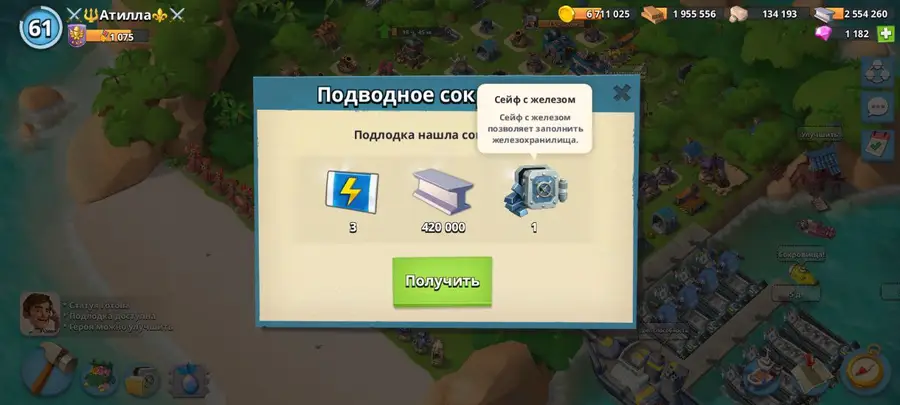 61
Атилла
1 075
6 711 025
1 955 556
134 193
2 554 260
1 182
Подводное сок
Сейф с железом
Сейф с железом
позволяет заполнить
железохранилища.
Подлодка нашла со
3
420 000
1
Получить
Улучшить
Сокровища!
* Статуя готова.
* Подлодка доступна
* Героя можно улучшить.